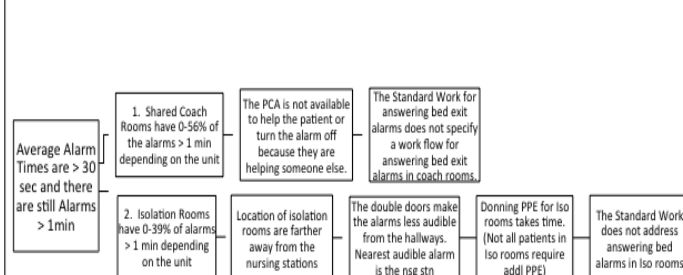 Average Alarm
Times are > 30
sec and there
are still Alarms
> 1min
1. Shared Coach
Rooms have 0-56% of
the alarms > 1 min
depending on the unit
The PCA is not available
to help the patient or
turn the alarm off
because they are
helping someone else.
The Standard Work for
answering bed exit
alarms does not specify
a work flow for
answering bed exit
alarms in coach rooms.
2. Isolation Rooms
have 0-39% of alarms
> 1 min depending
on the unit
Location of isolation
rooms are farther
away from the
nursing stations
The double doors make
the alarms less audible
from the hallways.
Nearest audible alarm
is the nsg stn
Donning PPE for Iso
rooms takes time.
(Not all patients in
Iso rooms require
addl PPE)
The Standard Work
does not address
answering bed
alarms in Iso rooms